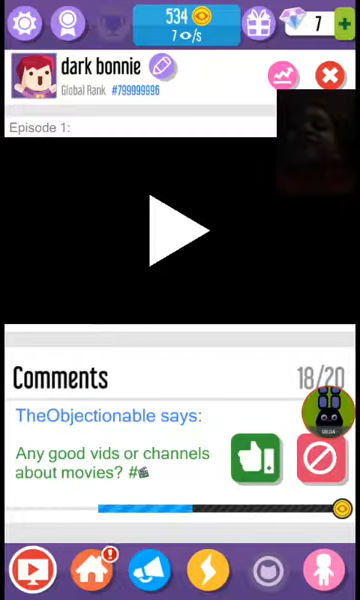 534
7 /s
7
+
dark bonnie
Global Rank #799999996
Episode 1:
Comments 18/20
TheObjectionable says:
Any good vids or channels
about movies? #🎬